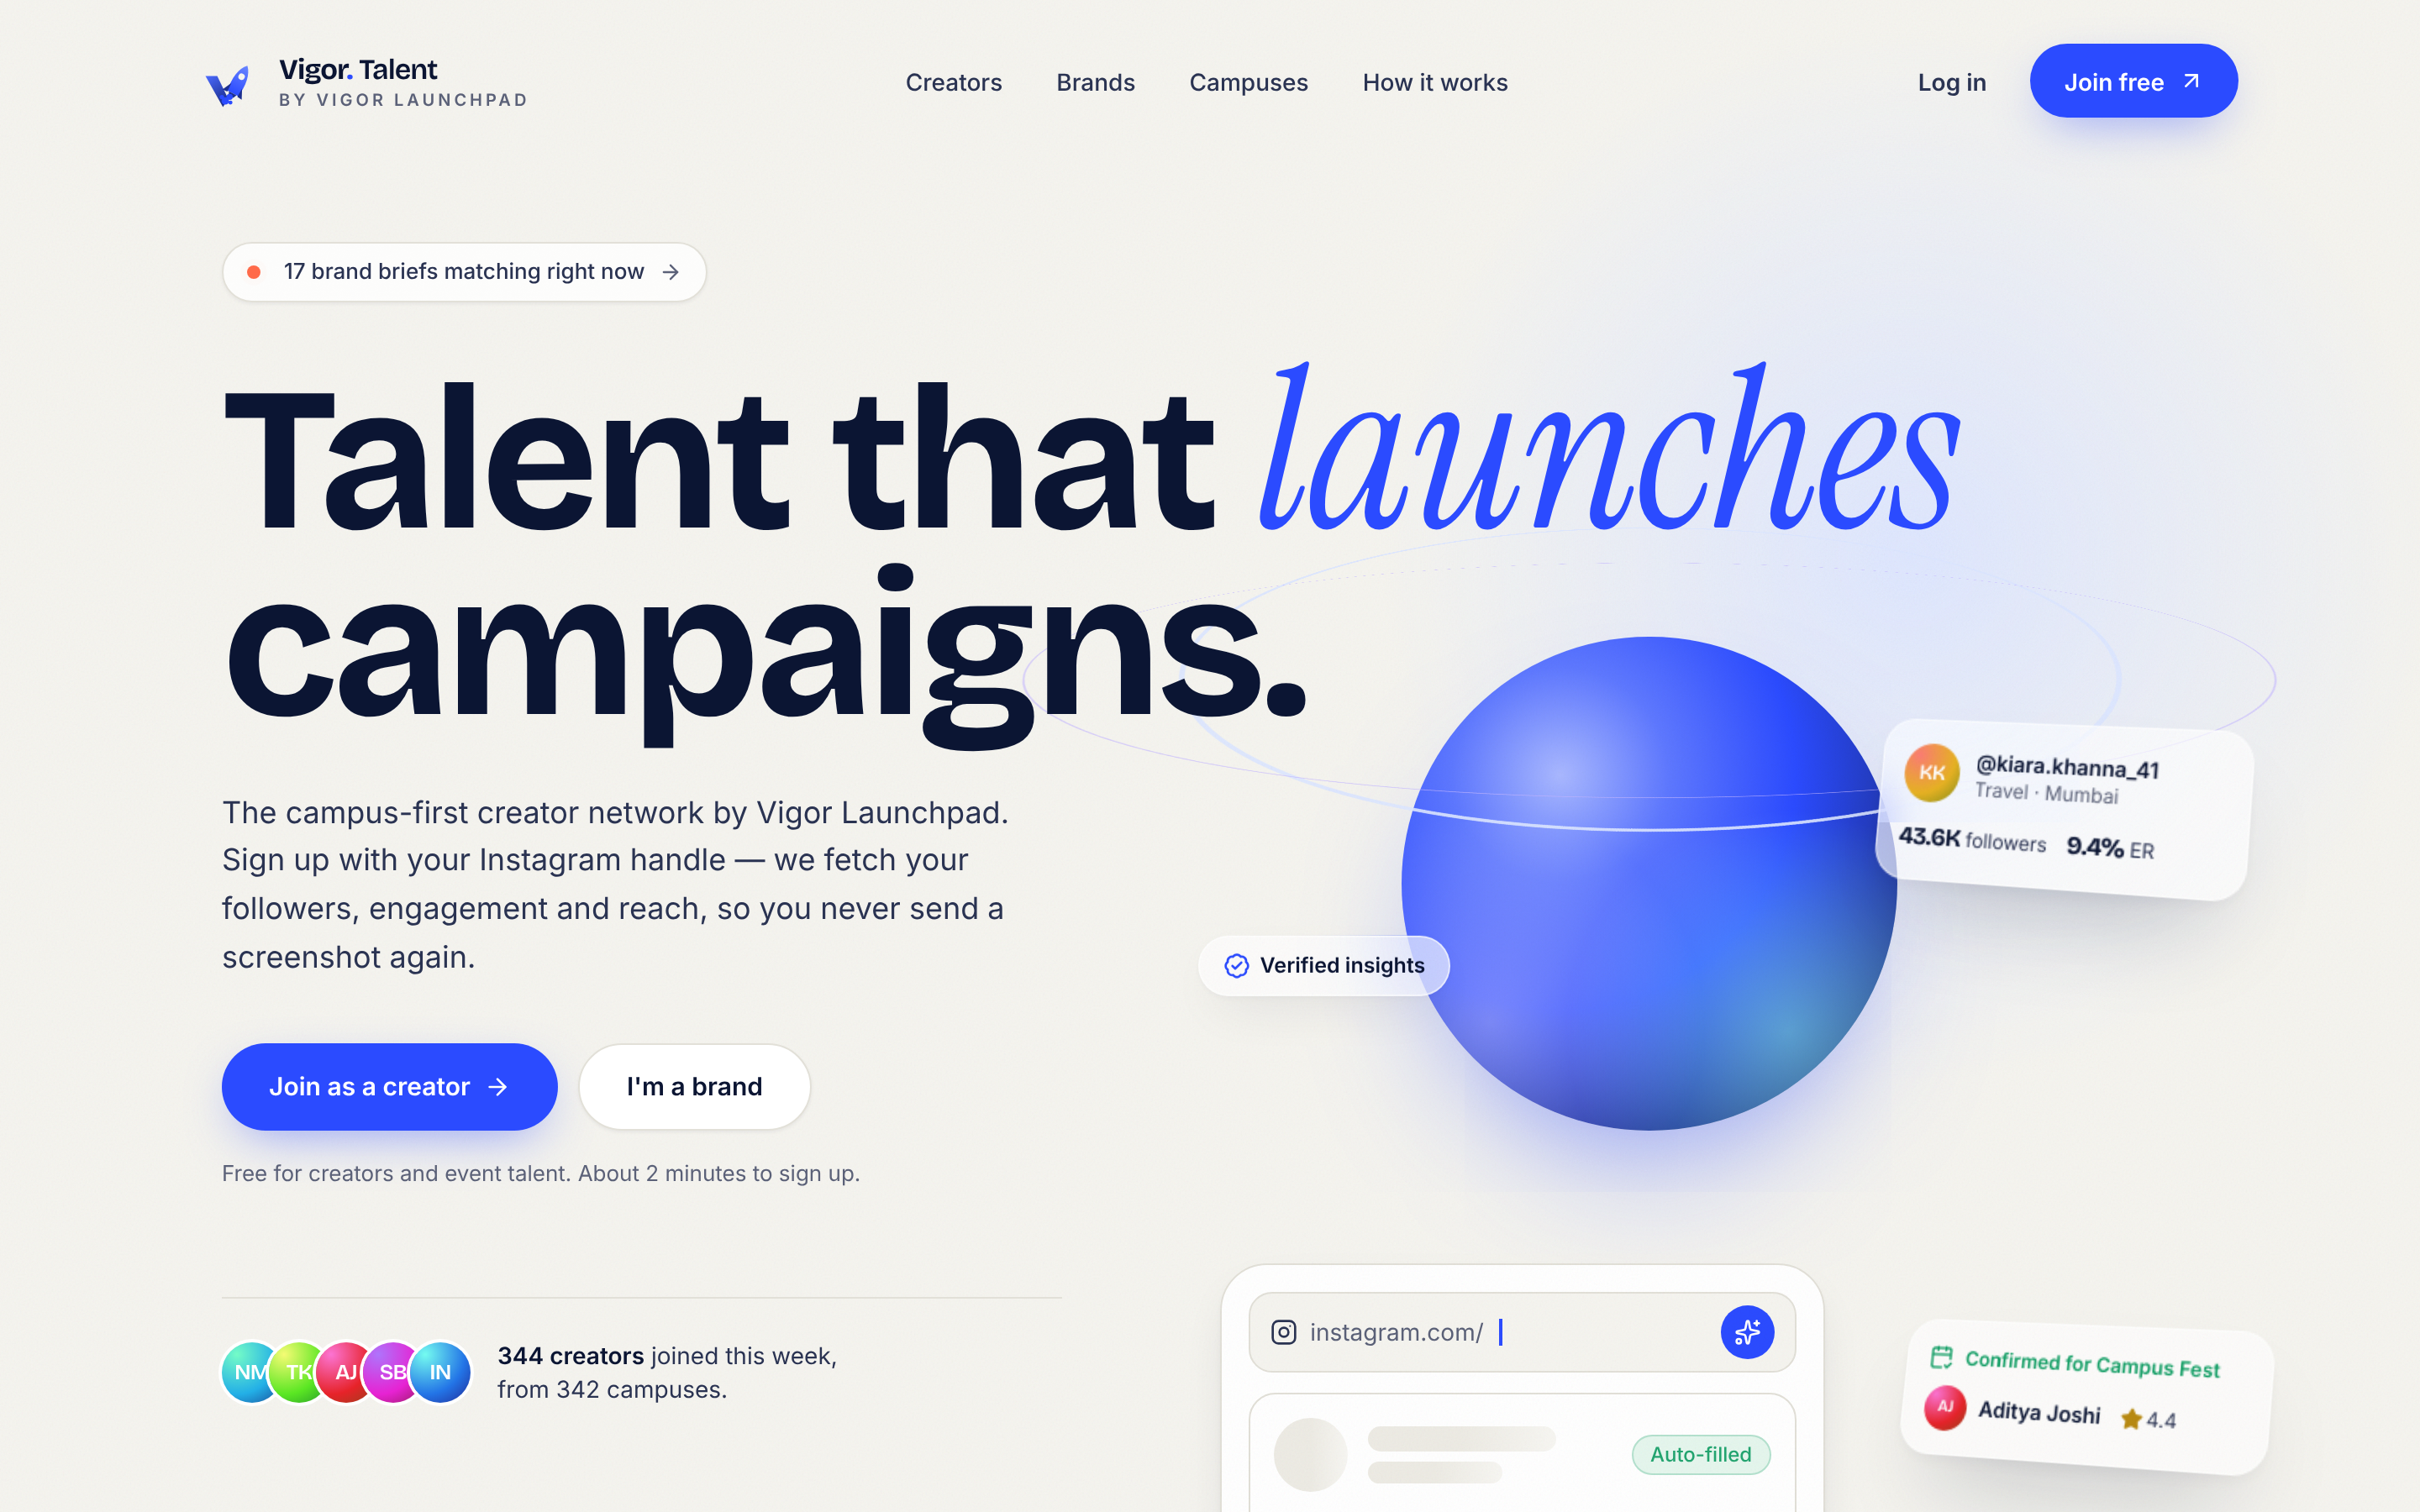 Vigor. Talent
BY VIGOR LAUNCHPAD
Creators
Brands
Campuses
How it works
Log in
Join free
17 brand briefs matching right now
Talent that launches
campaigns.
The campus-first creator network by Vigor Launchpad.
Sign up with your Instagram handle — we fetch your
followers, engagement and reach, so you never send a
screenshot again.
Join as a creator
I'm a brand
Free for creators and event talent. About 2 minutes to sign up.
NM
TK
AJ
SB
IN
344 creators joined this week,
from 342 campuses.
KK
@kiara.khanna_41
Travel · Mumbai
43.6K followers 9.4% ER
Verified insights
instagram.com/
Auto-filled
Confirmed for Campus Fest
AJ
Aditya Joshi 4.4